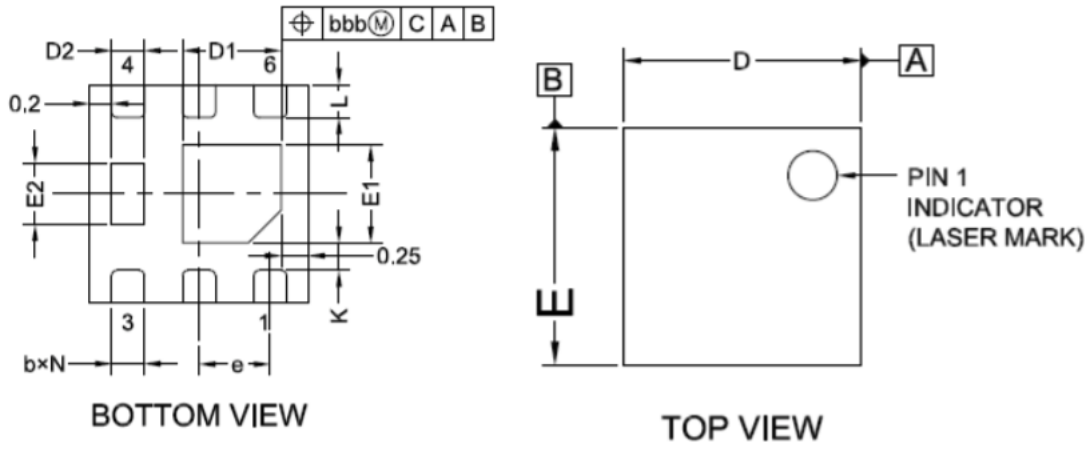 ⌖ bbbⓂ C A B
D2 4 D1 6
0.2
L
E2
E1
0.25
K
3 1
b×N e
BOTTOM VIEW
D A
B
PIN 1
INDICATOR
(LASER MARK)
E
TOP VIEW